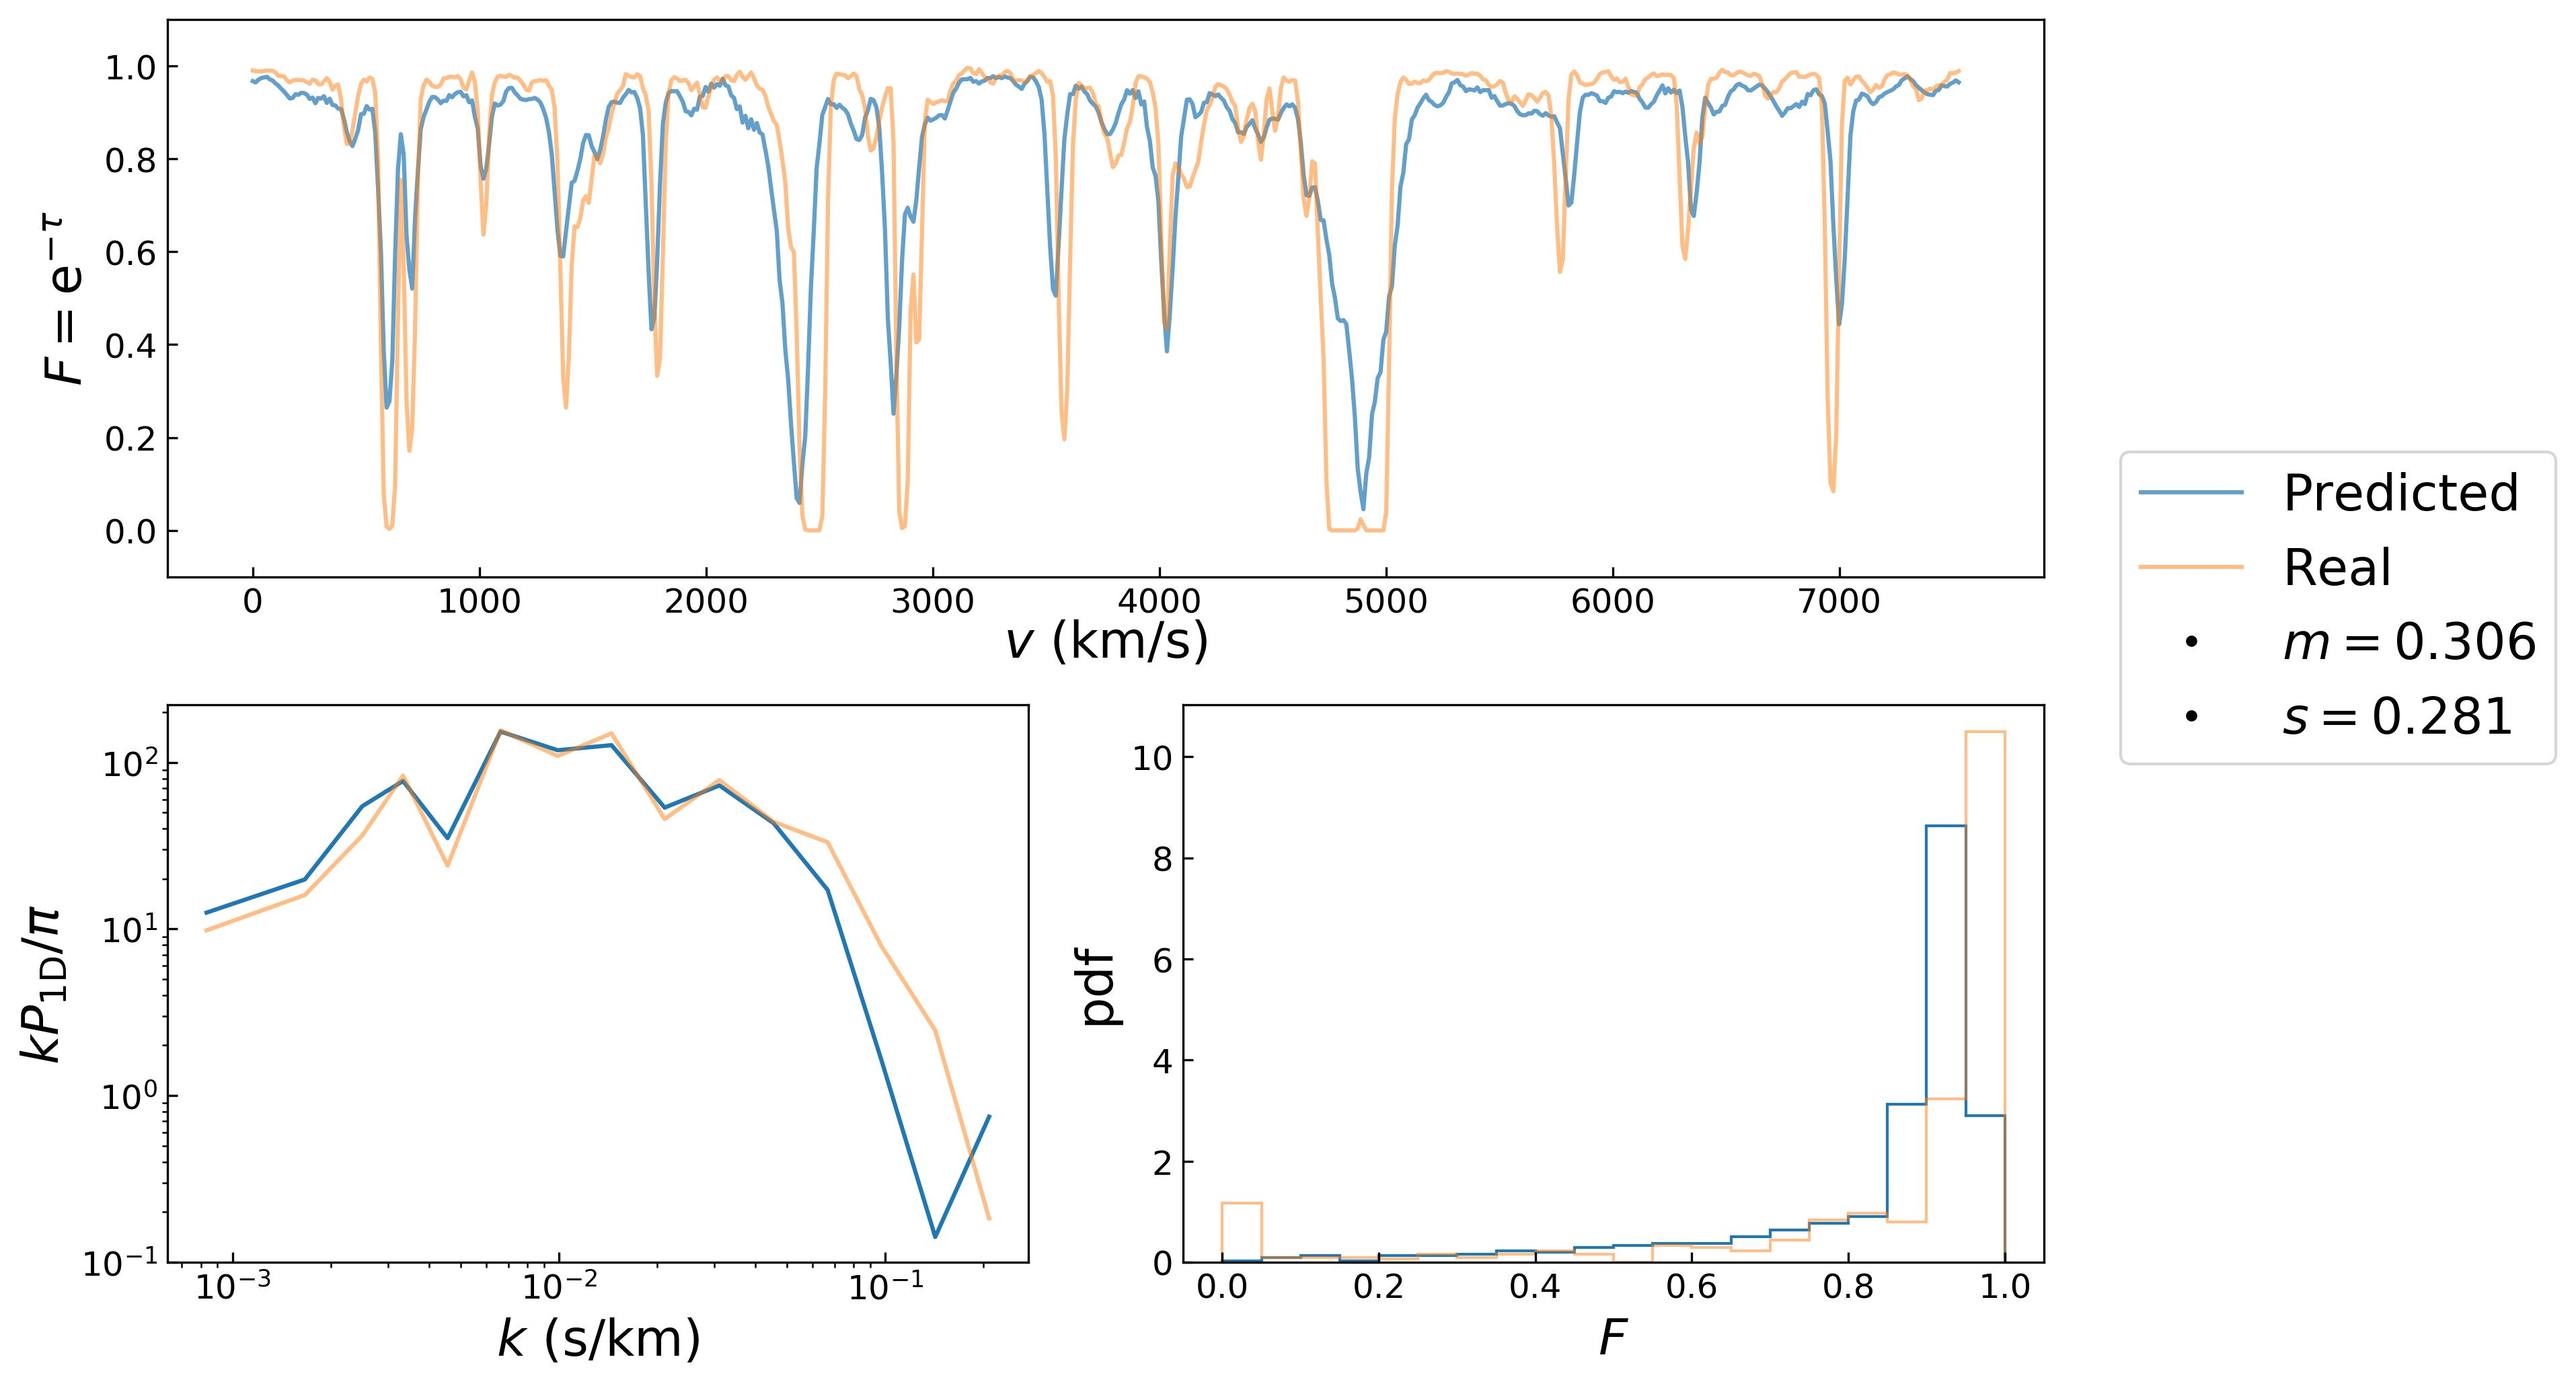 1.0
0.8
0.6
0.4
0.2
0.0
F = e^{-τ}
0 1000 2000 3000 4000 5000 6000 7000
v (km/s)
Predicted
Real
m = 0.306
s = 0.281
10^2
10^1
10^0
10^{-1}
kP_{1D}/π
10^{-3} 10^{-2} 10^{-1}
k (s/km)
10
8
6
4
2
0
pdf
0.0 0.2 0.4 0.6 0.8 1.0
F